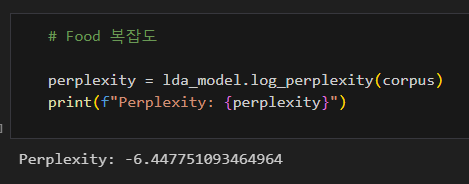 # Food 복잡도
perplexity = lda_model.log_perplexity(corpus)
print(f"Perplexity: {perplexity}")
]
Perplexity: -6.447751093464964